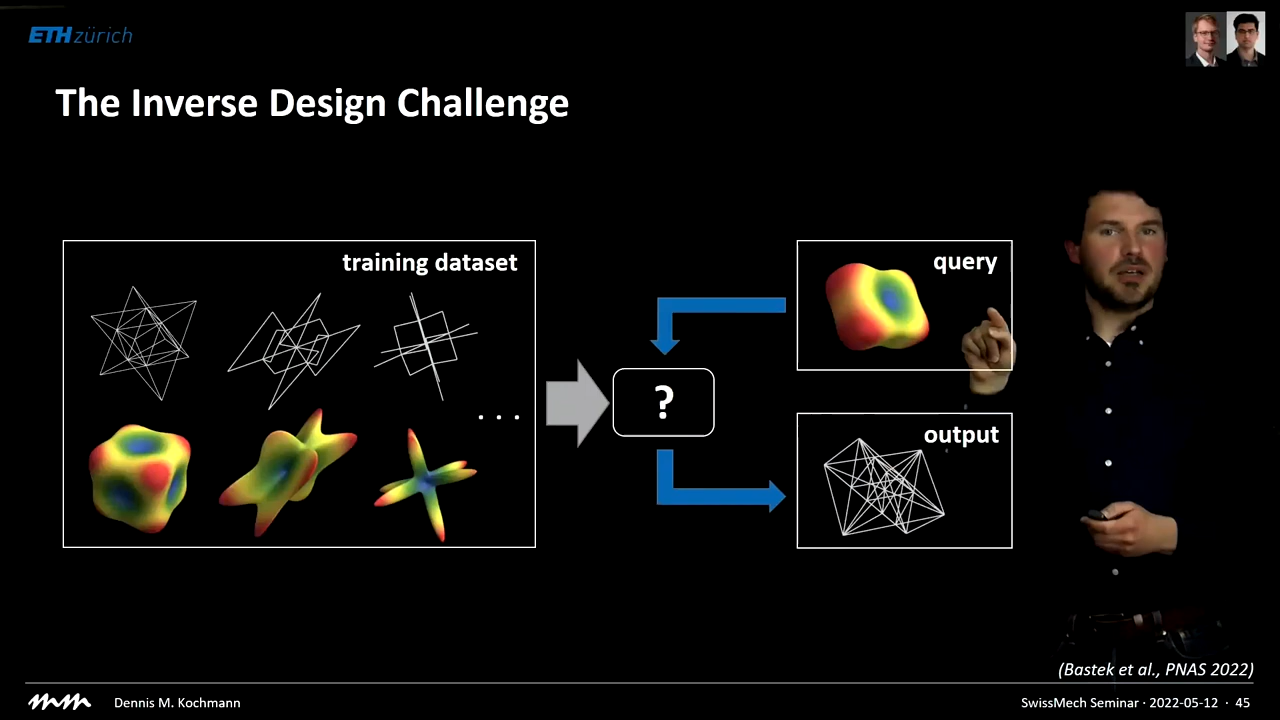 ETH zürich
The Inverse Design Challenge
training dataset
. . .
?
query
output
(Bastek et al., PNAS 2022)
Dennis M. Kochmann
SwissMech Seminar · 2022-05-12 · 45